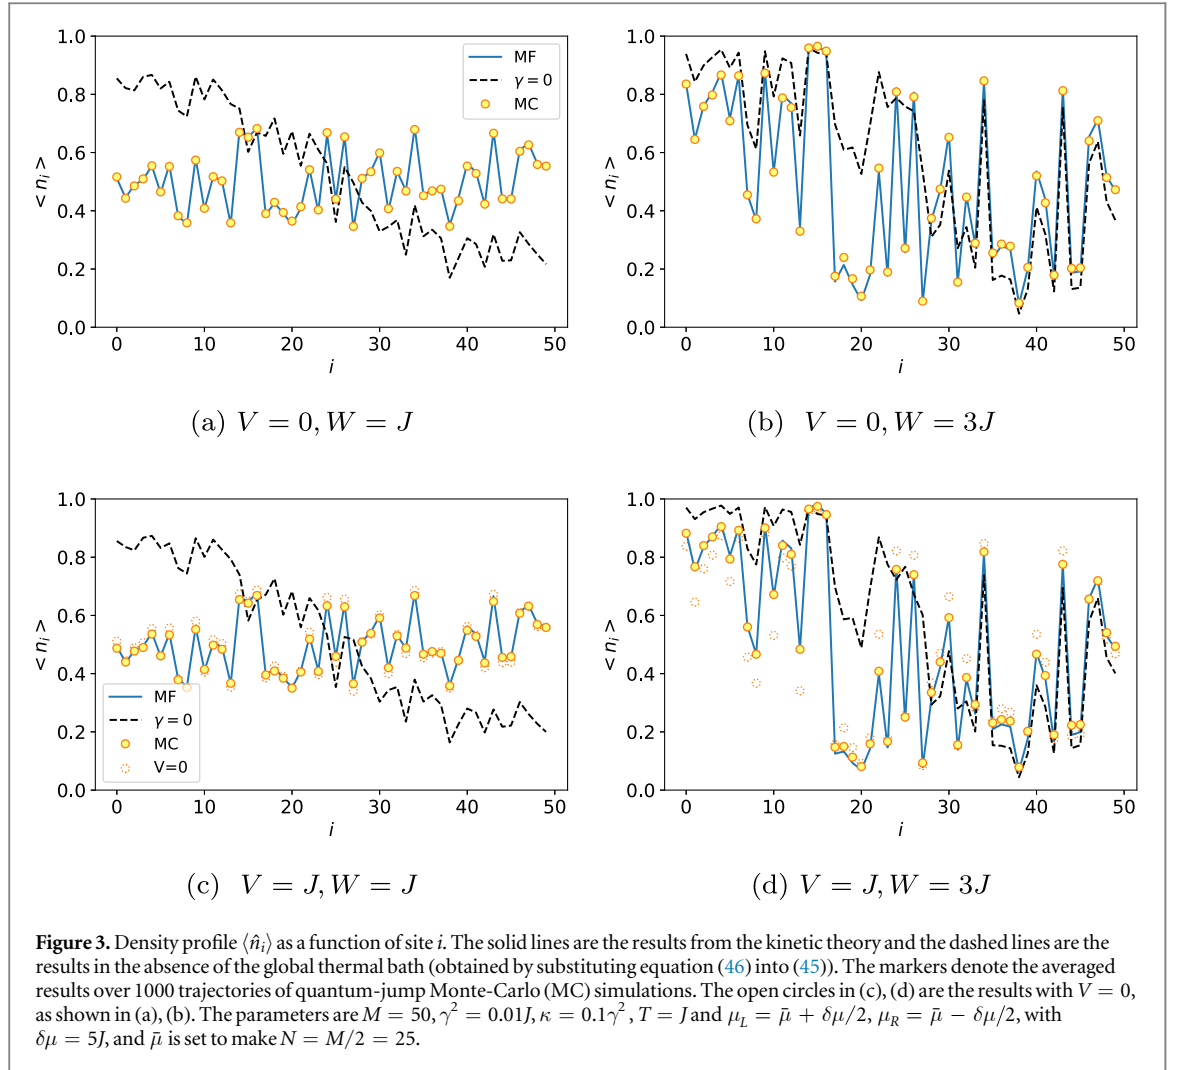 1.0
0.8
0.6
0.4
0.2
0.0
< n_i >
0 10 20 30 40 50
i
MF
γ = 0
MC
(a) V = 0, W = J
1.0
0.8
0.6
0.4
0.2
0.0
< n_i >
0 10 20 30 40 50
i
(b) V = 0, W = 3J
1.0
0.8
0.6
0.4
0.2
0.0
< n_i >
0 10 20 30 40 50
i
MF
γ = 0
MC
V=0
(c) V = J, W = J
1.0
0.8
0.6
0.4
0.2
0.0
< n_i >
0 10 20 30 40 50
i
(d) V = J, W = 3J
Figure 3. Density profile ⟨n̂_i⟩ as a function of site i. The solid lines are the results from the kinetic theory and the dashed lines are the
results in the absence of the global thermal bath (obtained by substituting equation (46) into (45)). The markers denote the averaged
results over 1000 trajectories of quantum-jump Monte-Carlo (MC) simulations. The open circles in (c), (d) are the results with V = 0,
as shown in (a), (b). The parameters are M = 50, γ² = 0.01J, κ = 0.1γ², T = J and μ_L = μ̄ + δμ/2, μ_R = μ̄ − δμ/2, with
δμ = 5J, and μ̄ is set to make N = M/2 = 25.